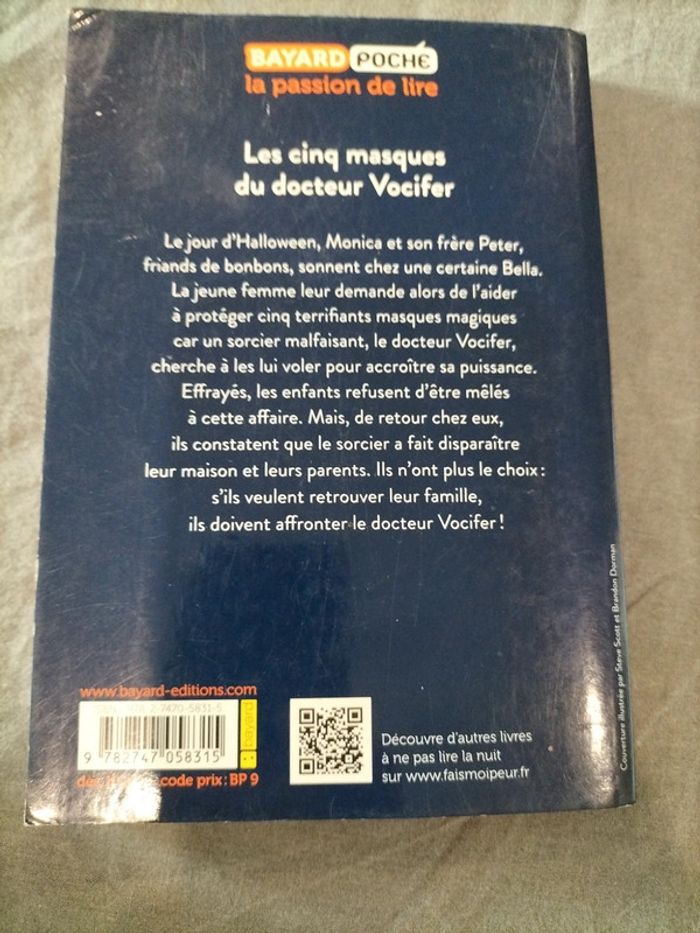 BAYARD POCHE
la passion de lire
Les cinq masques
du docteur Vocifer
Le jour d'Halloween, Monica et son frère Peter,
friands de bonbons, sonnent chez une certaine Bella.
La jeune femme leur demande alors de l'aider
à protéger cinq terrifiants masques magiques
car un sorcier malfaisant, le docteur Vocifer,
cherche à les lui voler pour accroître sa puissance.
Effrayés, les enfants refusent d'être mêlés
à cette affaire. Mais, de retour chez eux,
ils constatent que le sorcier a fait disparaître
leur maison et leurs parents. Ils n'ont plus le choix :
s'ils veulent retrouver leur famille,
ils doivent affronter le docteur Vocifer !
Couverture illustrée par Steve Scott et Brandon Dorman
www.bayard-editions.com
2-7470-5831-5
bayard
9 782747 058315
code prix : BP 9
Découvre d'autres livres
à ne pas lire la nuit
sur www.faismoipeur.fr